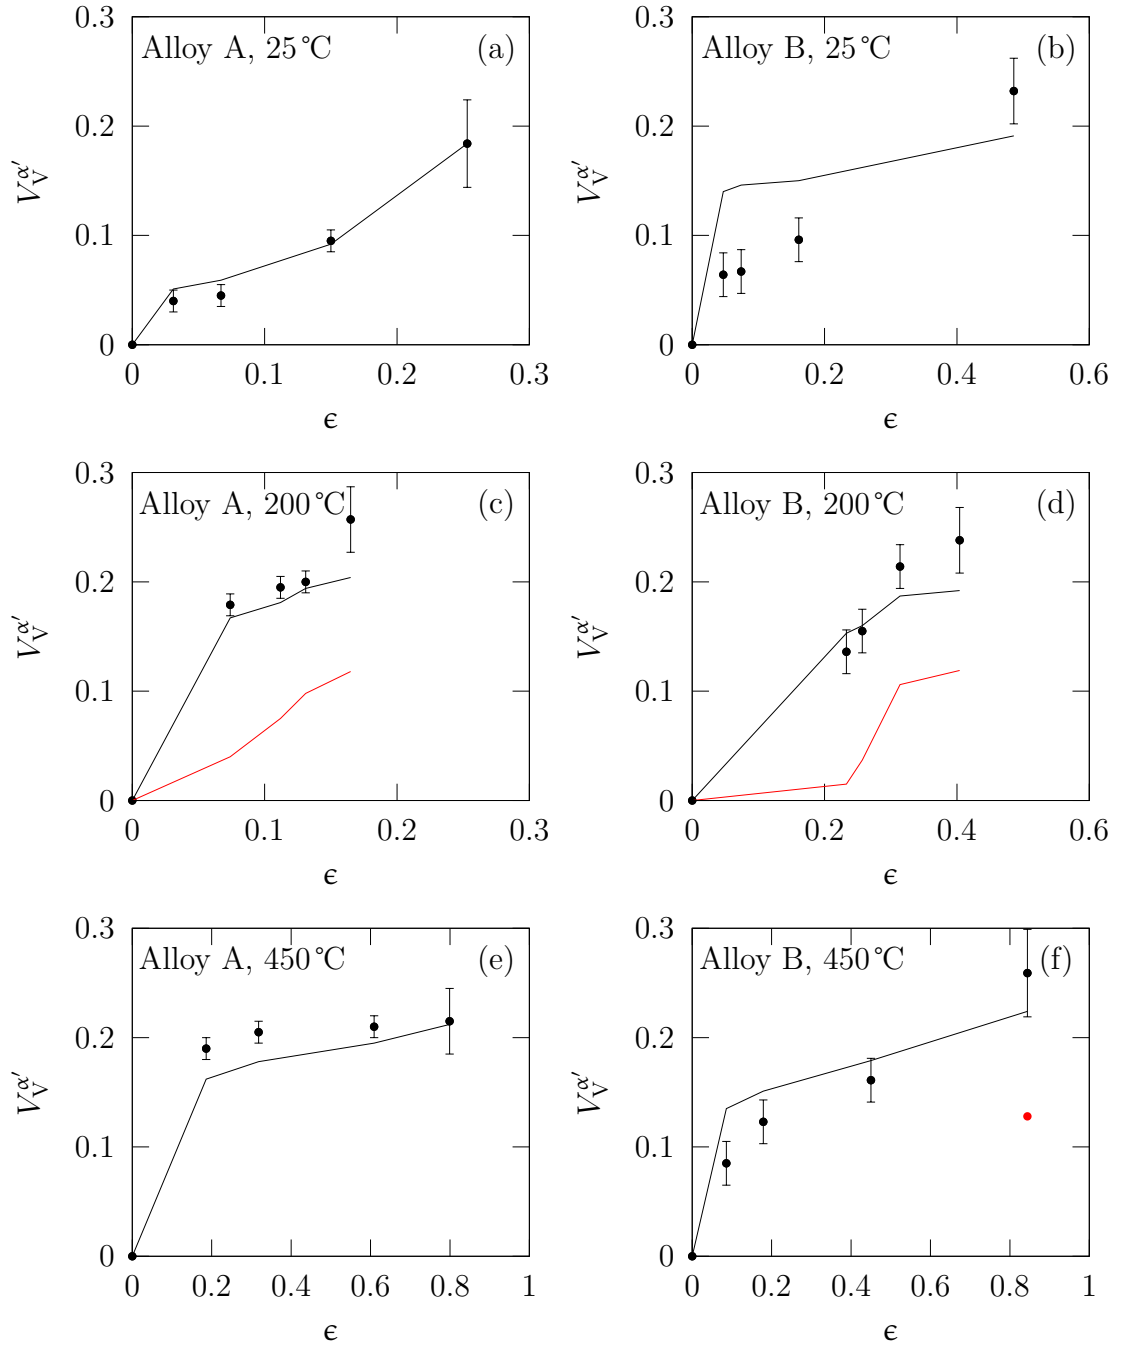 Alloy A, 25 °C (a)
0.3
0.2
0.1
0
V_V^α′
0 0.1 0.2 0.3
ϵ
Alloy B, 25 °C (b)
0.3
0.2
0.1
0
V_V^α′
0 0.2 0.4 0.6
ϵ
Alloy A, 200 °C (c)
0.3
0.2
0.1
0
V_V^α′
0 0.1 0.2 0.3
ϵ
Alloy B, 200 °C (d)
0.3
0.2
0.1
0
V_V^α′
0 0.2 0.4 0.6
ϵ
Alloy A, 450 °C (e)
0.3
0.2
0.1
0
V_V^α′
0 0.2 0.4 0.6 0.8 1
ϵ
Alloy B, 450 °C (f)
0.3
0.2
0.1
0
V_V^α′
0 0.2 0.4 0.6 0.8 1
ϵ